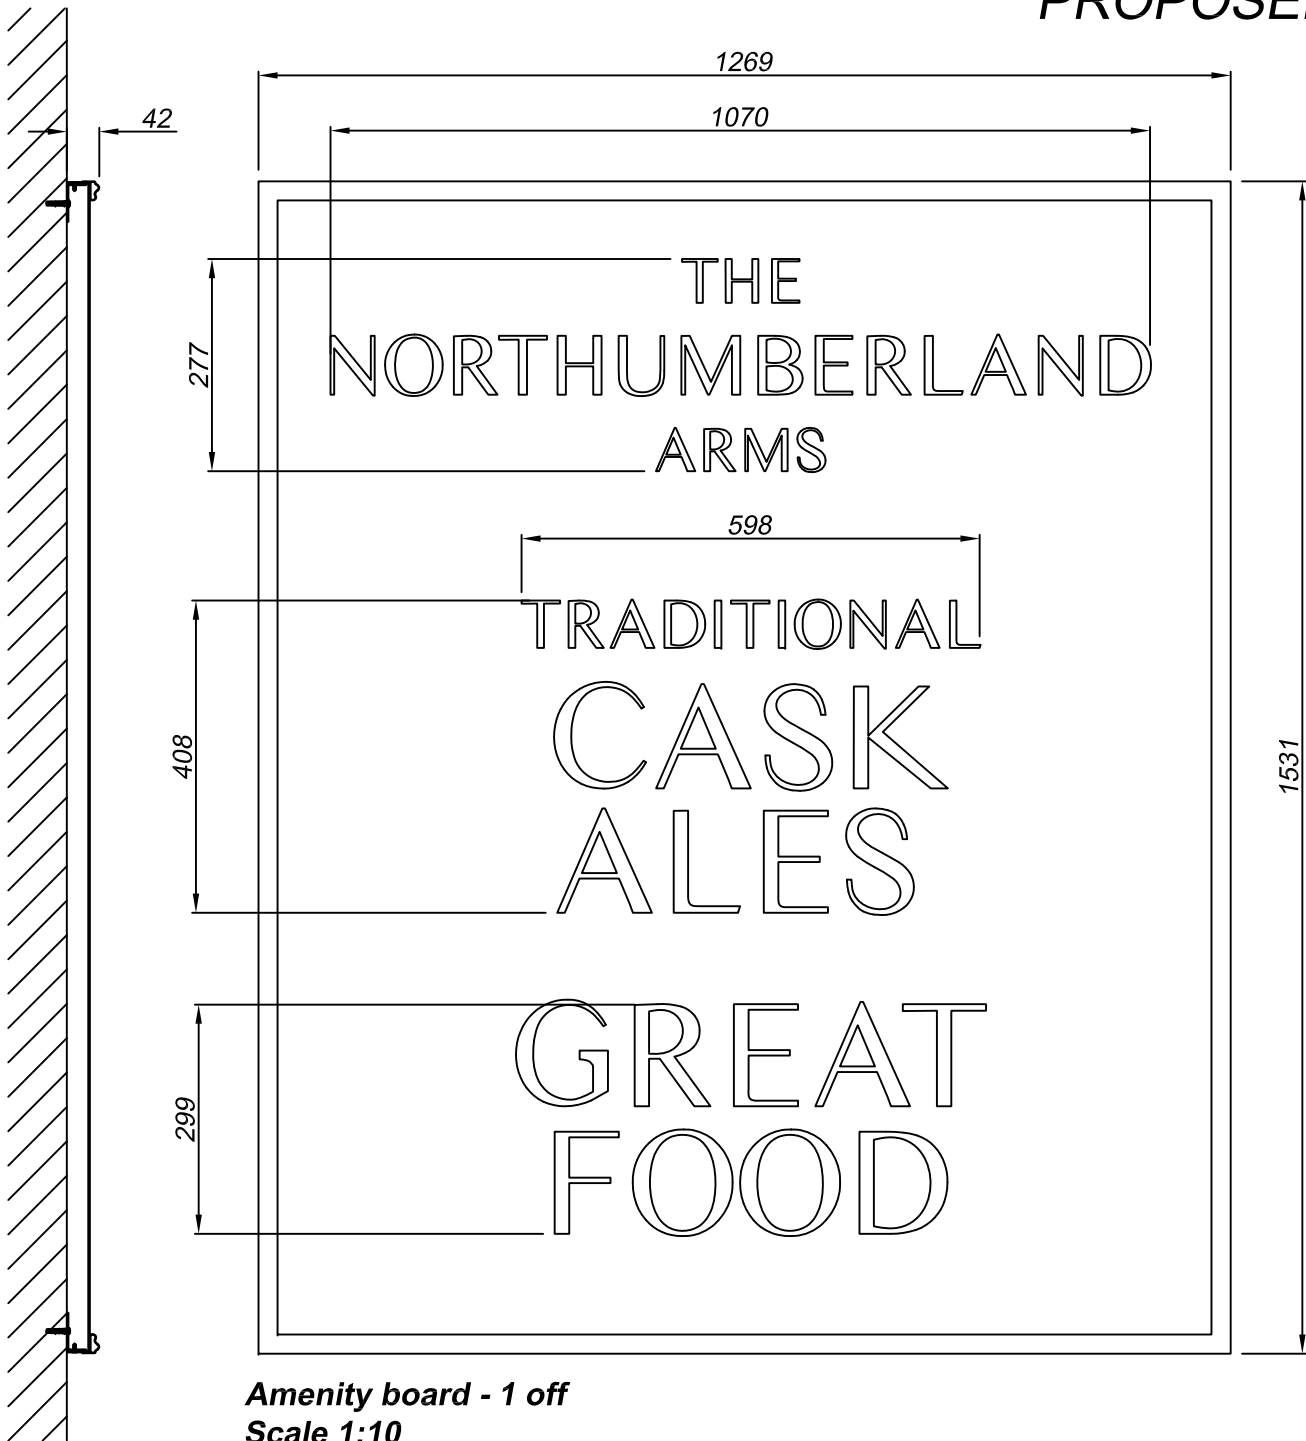 1269
1070
42
THE
277
NORTHUMBERLAND
ARMS
598
TRADITIONAL
408
CASK
1531
ALES
GREAT
299
FOOD
Amenity board - 1 off
Scale 1:10